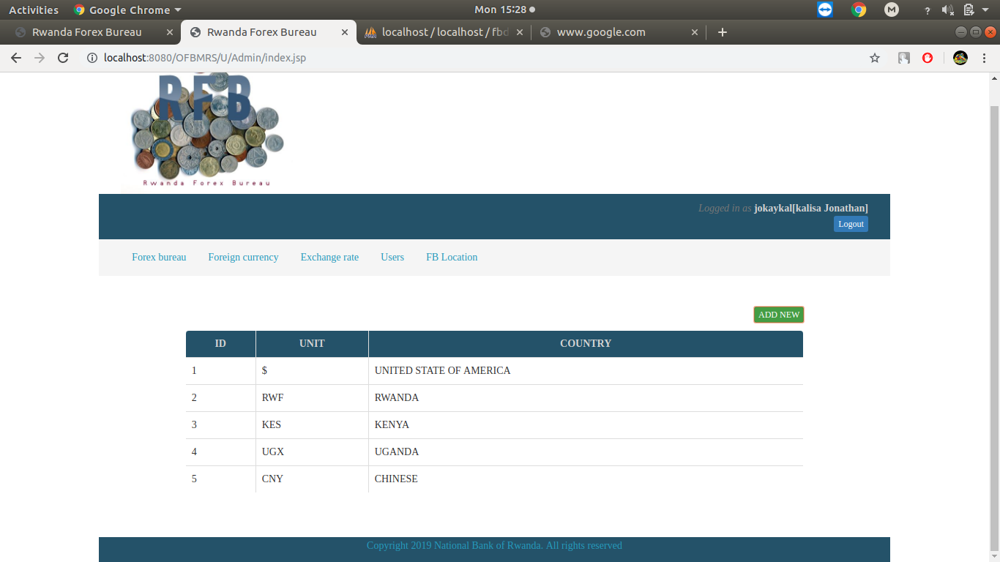 Activities Google Chrome Mon 15:28
Rwanda Forex Bureau Rwanda Forex Bureau localhost / localhost / fbd www.google.com
localhost:8080/OFBMRS/U/Admin/index.jsp
RFB
Rwanda Forex Bureau
Logged in as jokaykal[kalisa Jonathan]
Logout
Forex bureau Foreign currency Exchange rate Users FB Location
ADD NEW
ID UNIT COUNTRY
1 $ UNITED STATE OF AMERICA
2 RWF RWANDA
3 KES KENYA
4 UGX UGANDA
5 CNY CHINESE
Copyright 2019 National Bank of Rwanda. All rights reserved